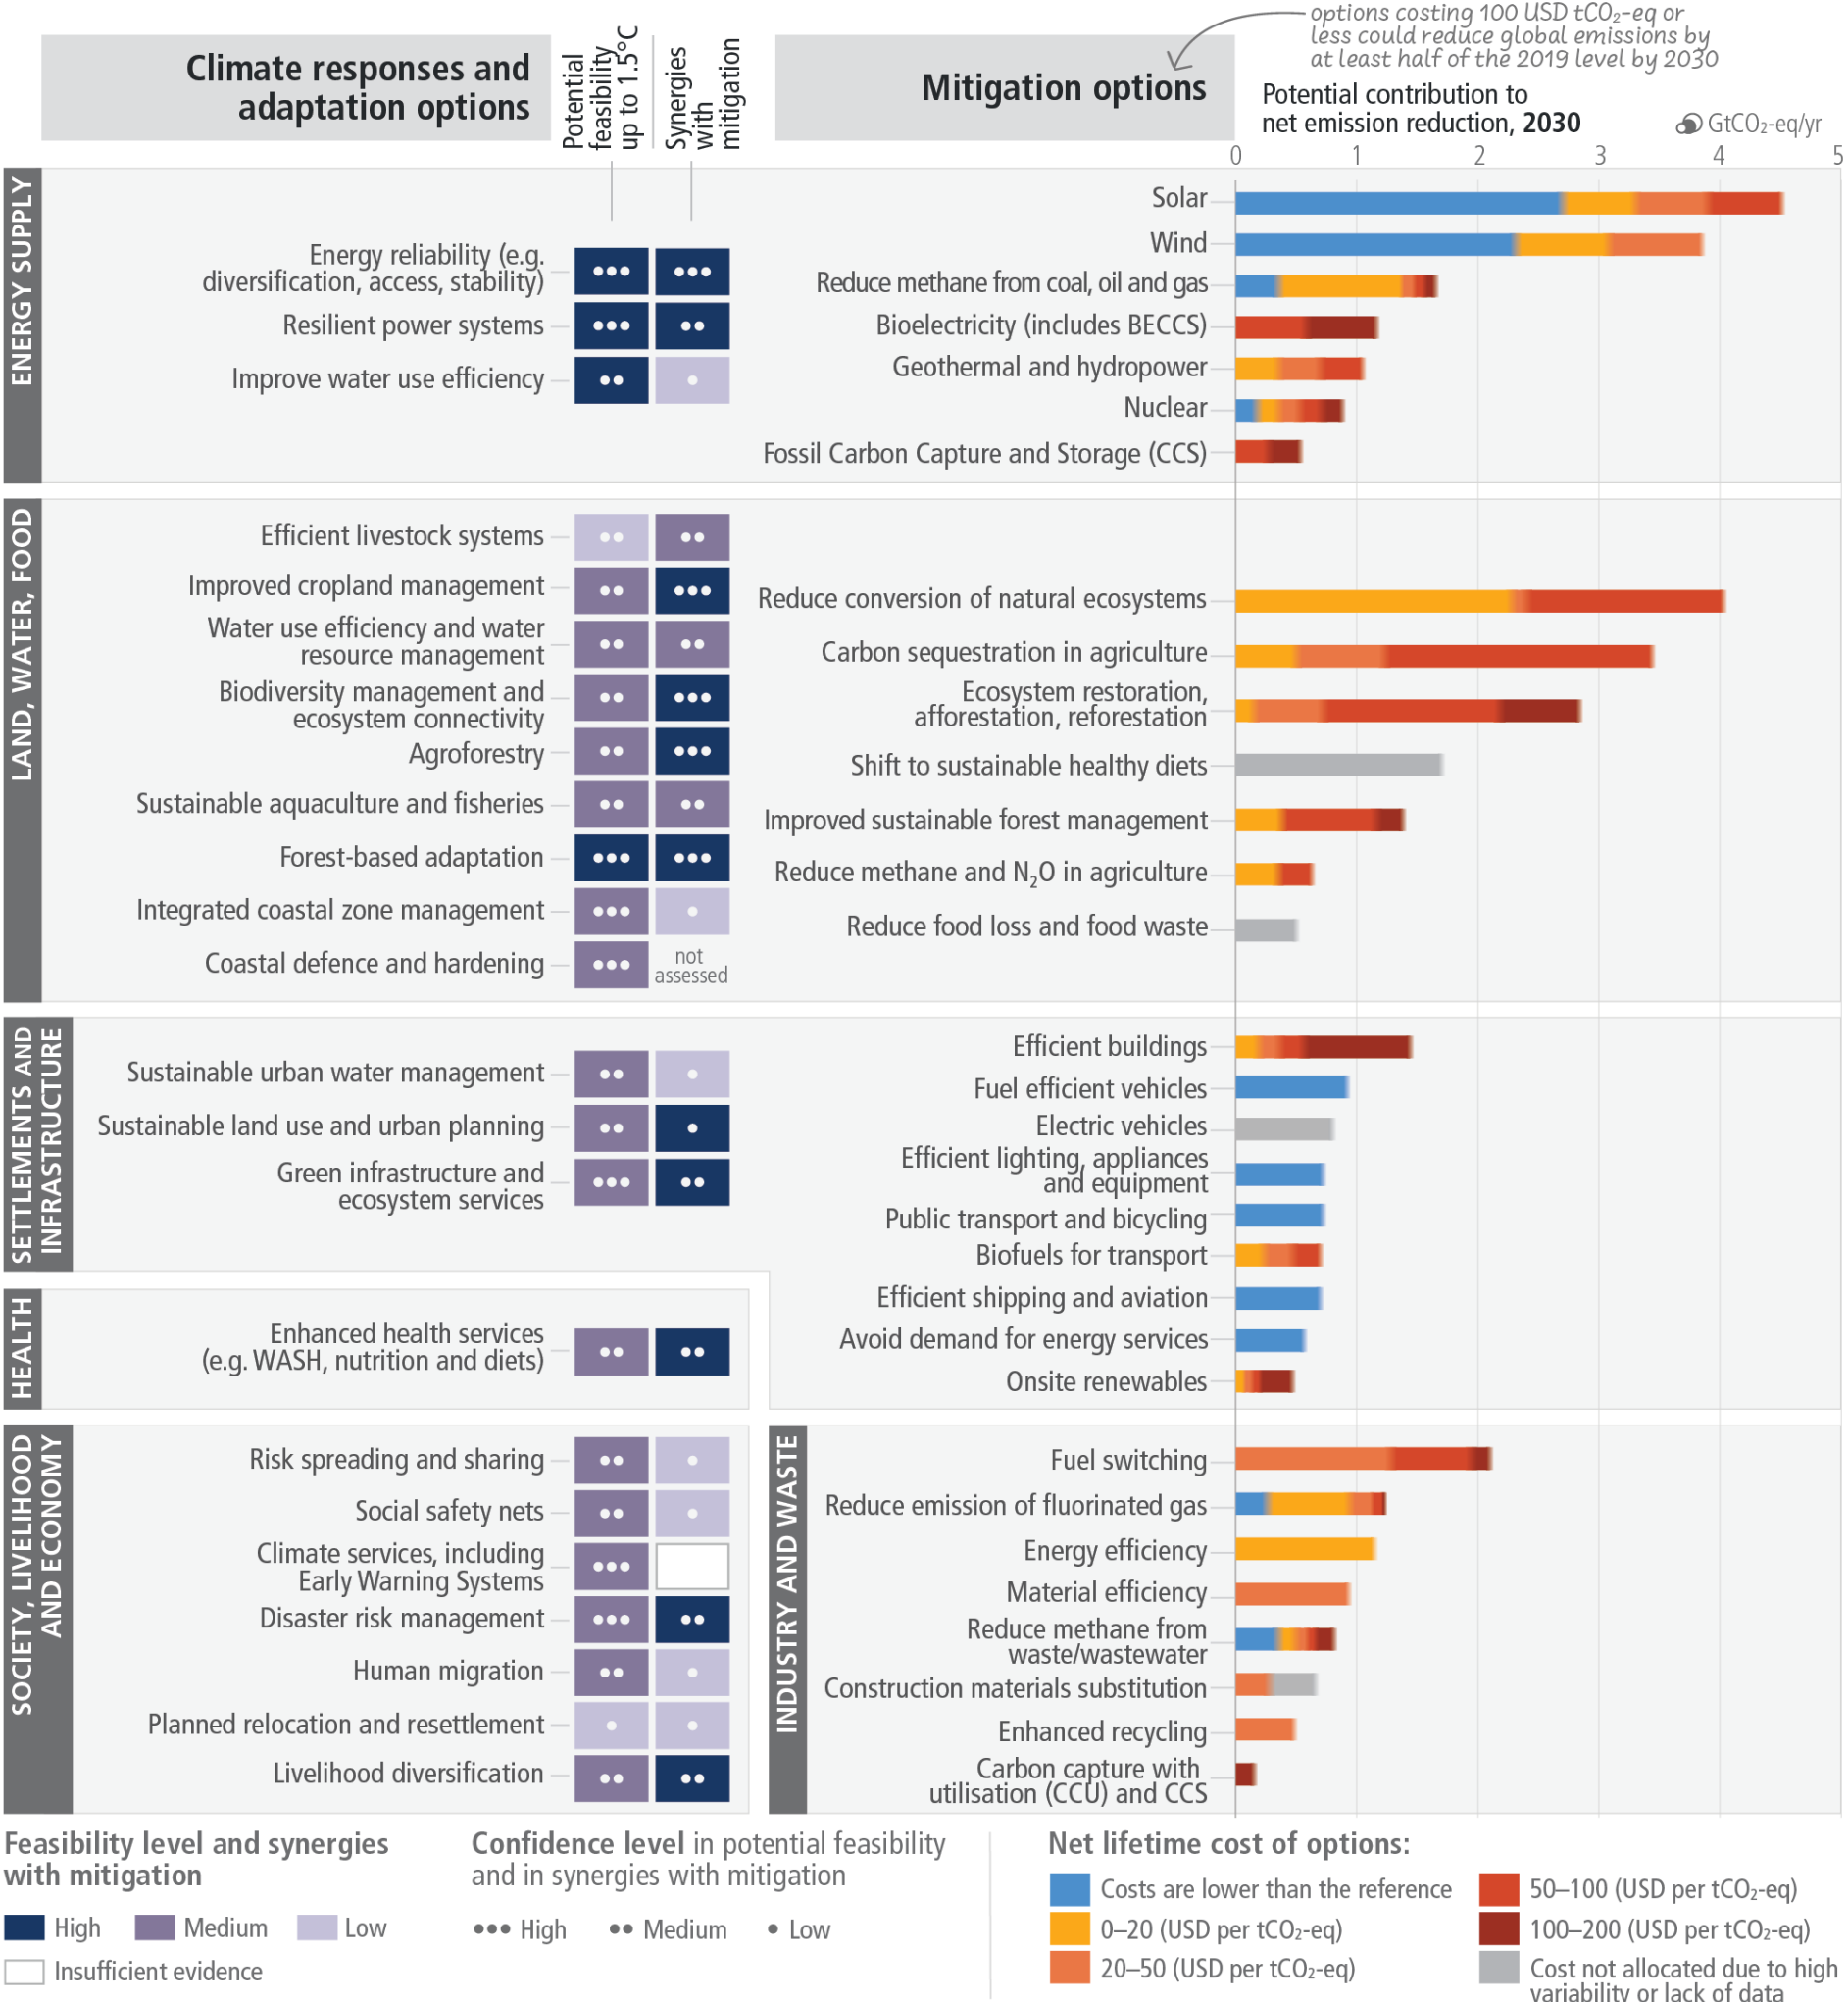 options costing 100 USD tCO₂-eq or
less could reduce global emissions by
at least half of the 2019 level by 2030
Climate responses and
adaptation options
Potential
feasibility
up to 1.5°C
Synergies
with
mitigation
Mitigation options
Potential contribution to
net emission reduction, 2030
GtCO₂-eq/yr
0 1 2 3 4 5
ENERGY SUPPLY
Energy reliability (e.g.
diversification, access, stability)
Resilient power systems
Improve water use efficiency
Solar
Wind
Reduce methane from coal, oil and gas
Bioelectricity (includes BECCS)
Geothermal and hydropower
Nuclear
Fossil Carbon Capture and Storage (CCS)
LAND, WATER, FOOD
Efficient livestock systems
Improved cropland management
Water use efficiency and water
resource management
Biodiversity management and
ecosystem connectivity
Agroforestry
Sustainable aquaculture and fisheries
Forest-based adaptation
Integrated coastal zone management
Coastal defence and hardening
not
assessed
Reduce conversion of natural ecosystems
Carbon sequestration in agriculture
Ecosystem restoration,
afforestation, reforestation
Shift to sustainable healthy diets
Improved sustainable forest management
Reduce methane and N₂O in agriculture
Reduce food loss and food waste
SETTLEMENTS AND
INFRASTRUCTURE
Sustainable urban water management
Sustainable land use and urban planning
Green infrastructure and
ecosystem services
Efficient buildings
Fuel efficient vehicles
Electric vehicles
Efficient lighting, appliances
and equipment
Public transport and bicycling
Biofuels for transport
Efficient shipping and aviation
Avoid demand for energy services
Onsite renewables
HEALTH
Enhanced health services
(e.g. WASH, nutrition and diets)
SOCIETY, LIVELIHOOD
AND ECONOMY
Risk spreading and sharing
Social safety nets
Climate services, including
Early Warning Systems
Disaster risk management
Human migration
Planned relocation and resettlement
Livelihood diversification
INDUSTRY AND WASTE
Fuel switching
Reduce emission of fluorinated gas
Energy efficiency
Material efficiency
Reduce methane from
waste/wastewater
Construction materials substitution
Enhanced recycling
Carbon capture with
utilisation (CCU) and CCS
Feasibility level and synergies
with mitigation
High Medium Low
Insufficient evidence
Confidence level in potential feasibility
and in synergies with mitigation
High Medium Low
Net lifetime cost of options:
Costs are lower than the reference
0–20 (USD per tCO₂-eq)
20–50 (USD per tCO₂-eq)
50–100 (USD per tCO₂-eq)
100–200 (USD per tCO₂-eq)
Cost not allocated due to high
variability or lack of data